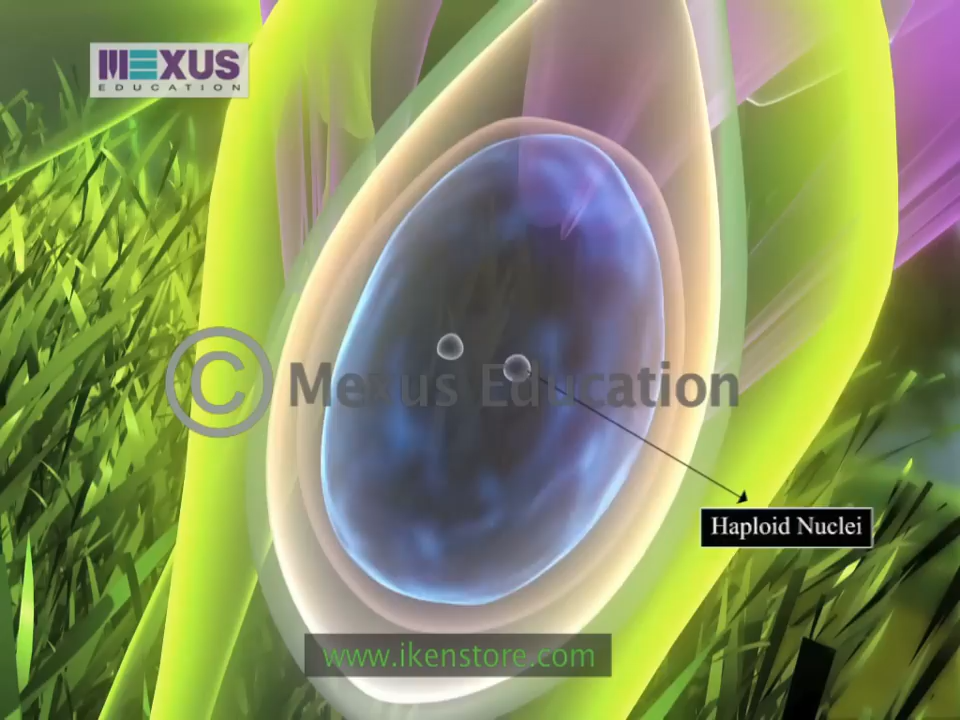 MEXUS
EDUCATION
© Mexus Education
Haploid Nuclei
www.ikenstore.com